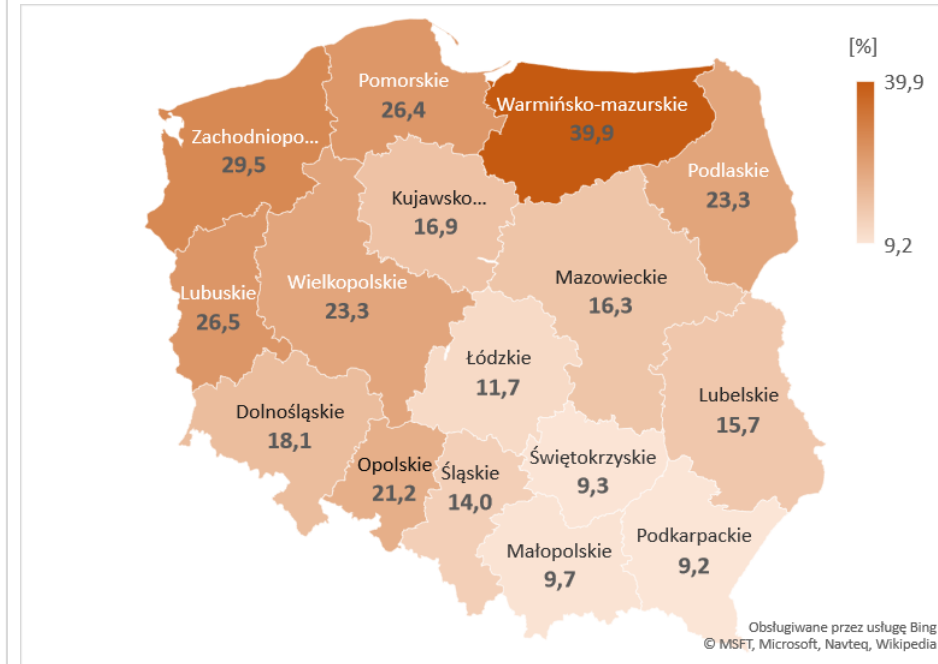 [%]
39,9
9,2
Pomorskie
26,4
Warmińsko-mazurskie
39,9
Zachodniopo...
29,5
Podlaskie
23,3
Kujawsko...
16,9
Mazowieckie
16,3
Wielkopolskie
23,3
Lubuskie
26,5
Łódzkie
11,7
Lubelskie
15,7
Dolnośląskie
18,1
Opolskie
21,2
Śląskie
14,0
Świętokrzyskie
9,3
Małopolskie
9,7
Podkarpackie
9,2
Obsługiwane przez usługę Bing
© MSFT, Microsoft, Navteq, Wikipedia